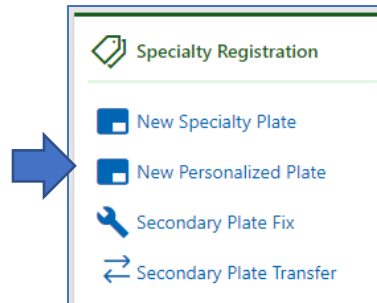 Specialty Registration
New Specialty Plate
New Personalized Plate
Secondary Plate Fix
Secondary Plate Transfer